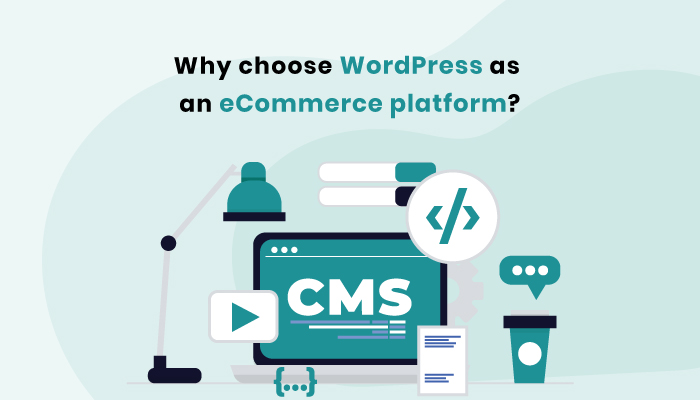 Why choose WordPress as
an eCommerce platform?
</>
CMS
{...}